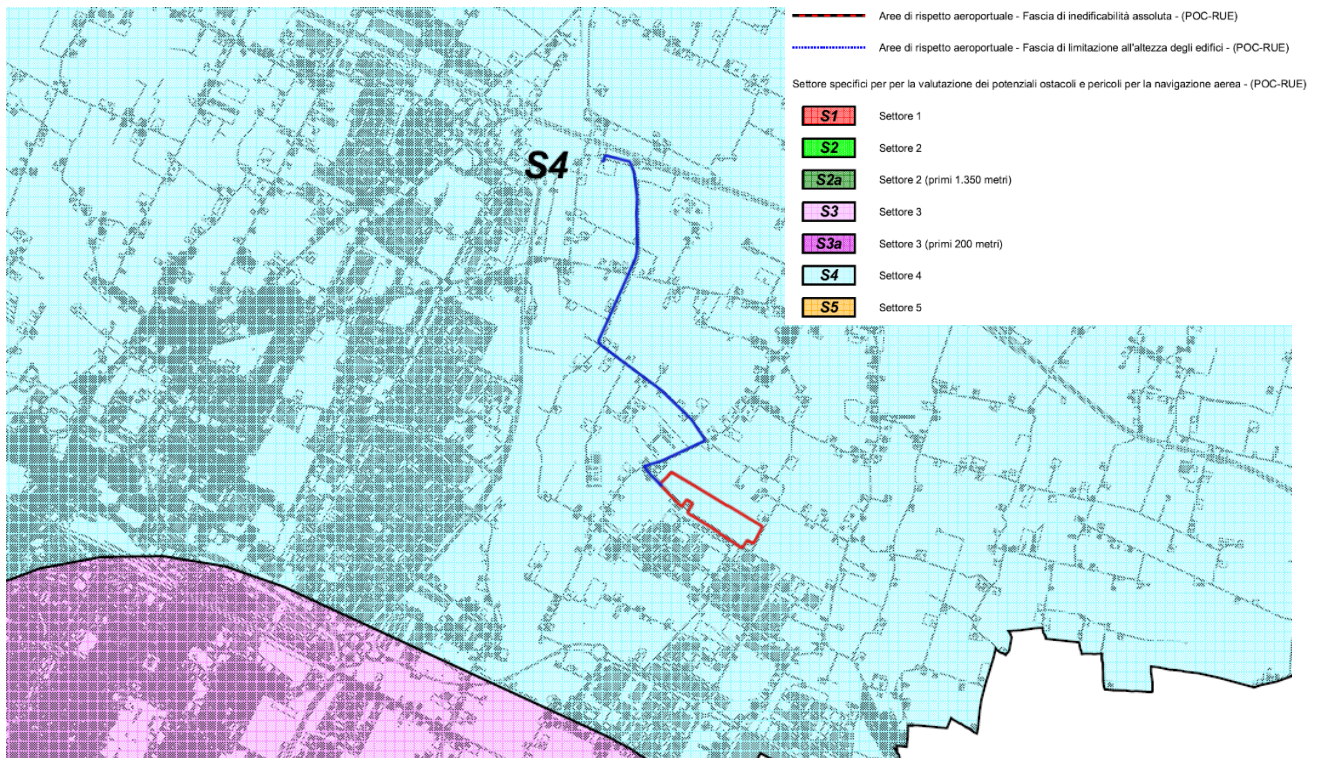 Aree di rispetto aeroportuale - Fascia di inedificabilità assoluta - (POC-RUE)
Aree di rispetto aeroportuale - Fascia di limitazione all'altezza degli edifici - (POC-RUE)
Settore specifici per per la valutazione dei potenziali ostacoli e pericoli per la navigazione aerea - (POC-RUE)
S1 Settore 1
S2 Settore 2
S2a Settore 2 (primi 1.350 metri)
S3 Settore 3
S3a Settore 3 (primi 200 metri)
S4 Settore 4
S5 Settore 5
S4